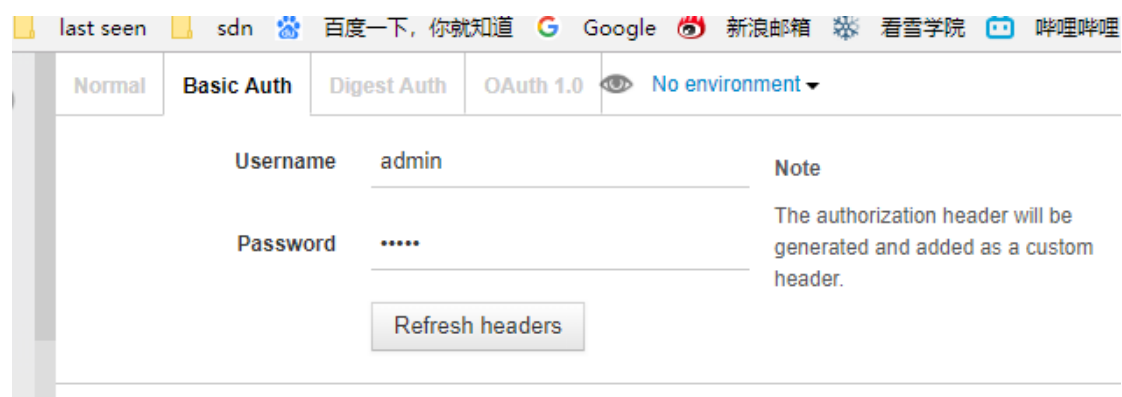 last seen sdn 百度一下，你就知道 Google 新浪邮箱 看雪学院 哔哩哔哩
Normal Basic Auth Digest Auth OAuth 1.0 No environment
Username admin
Note
The authorization header will be
Password •••••
generated and added as a custom
header.
Refresh headers